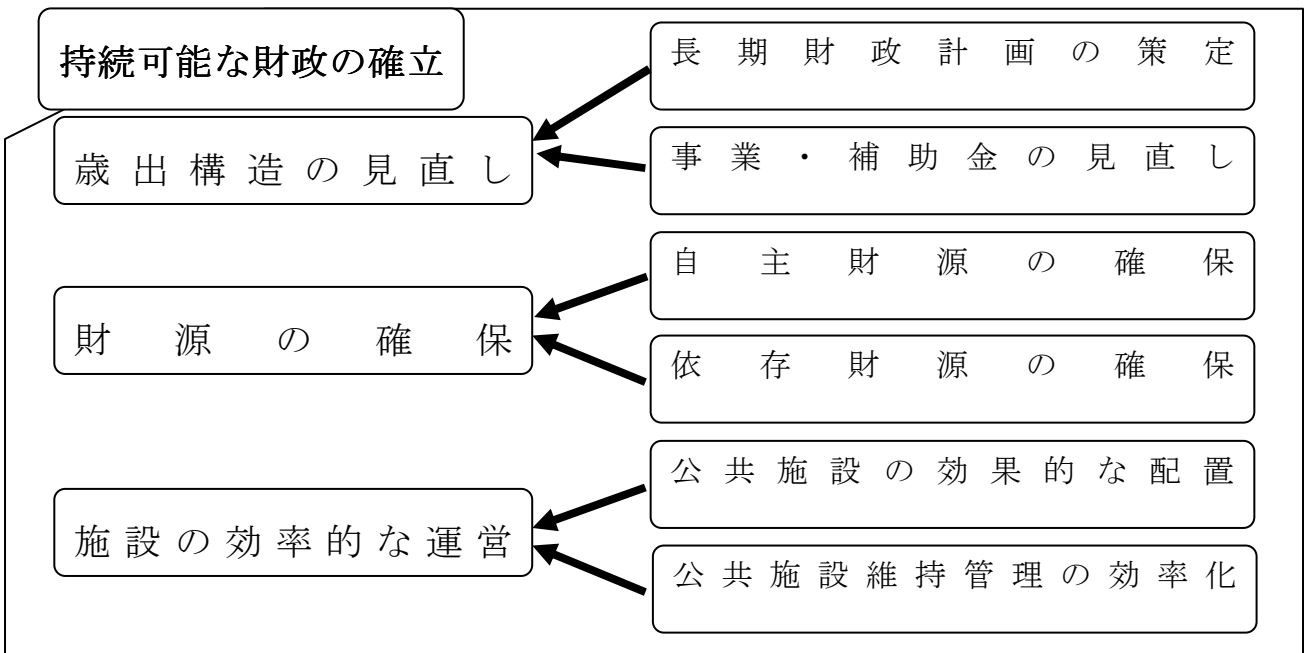 持続可能な財政の確立
長期財政計画の策定
歳出構造の見直し
事業・補助金の見直し
自主財源の確保
財源の確保
依存財源の確保
公共施設の効果的な配置
施設の効率的な運営
公共施設維持管理の効率化